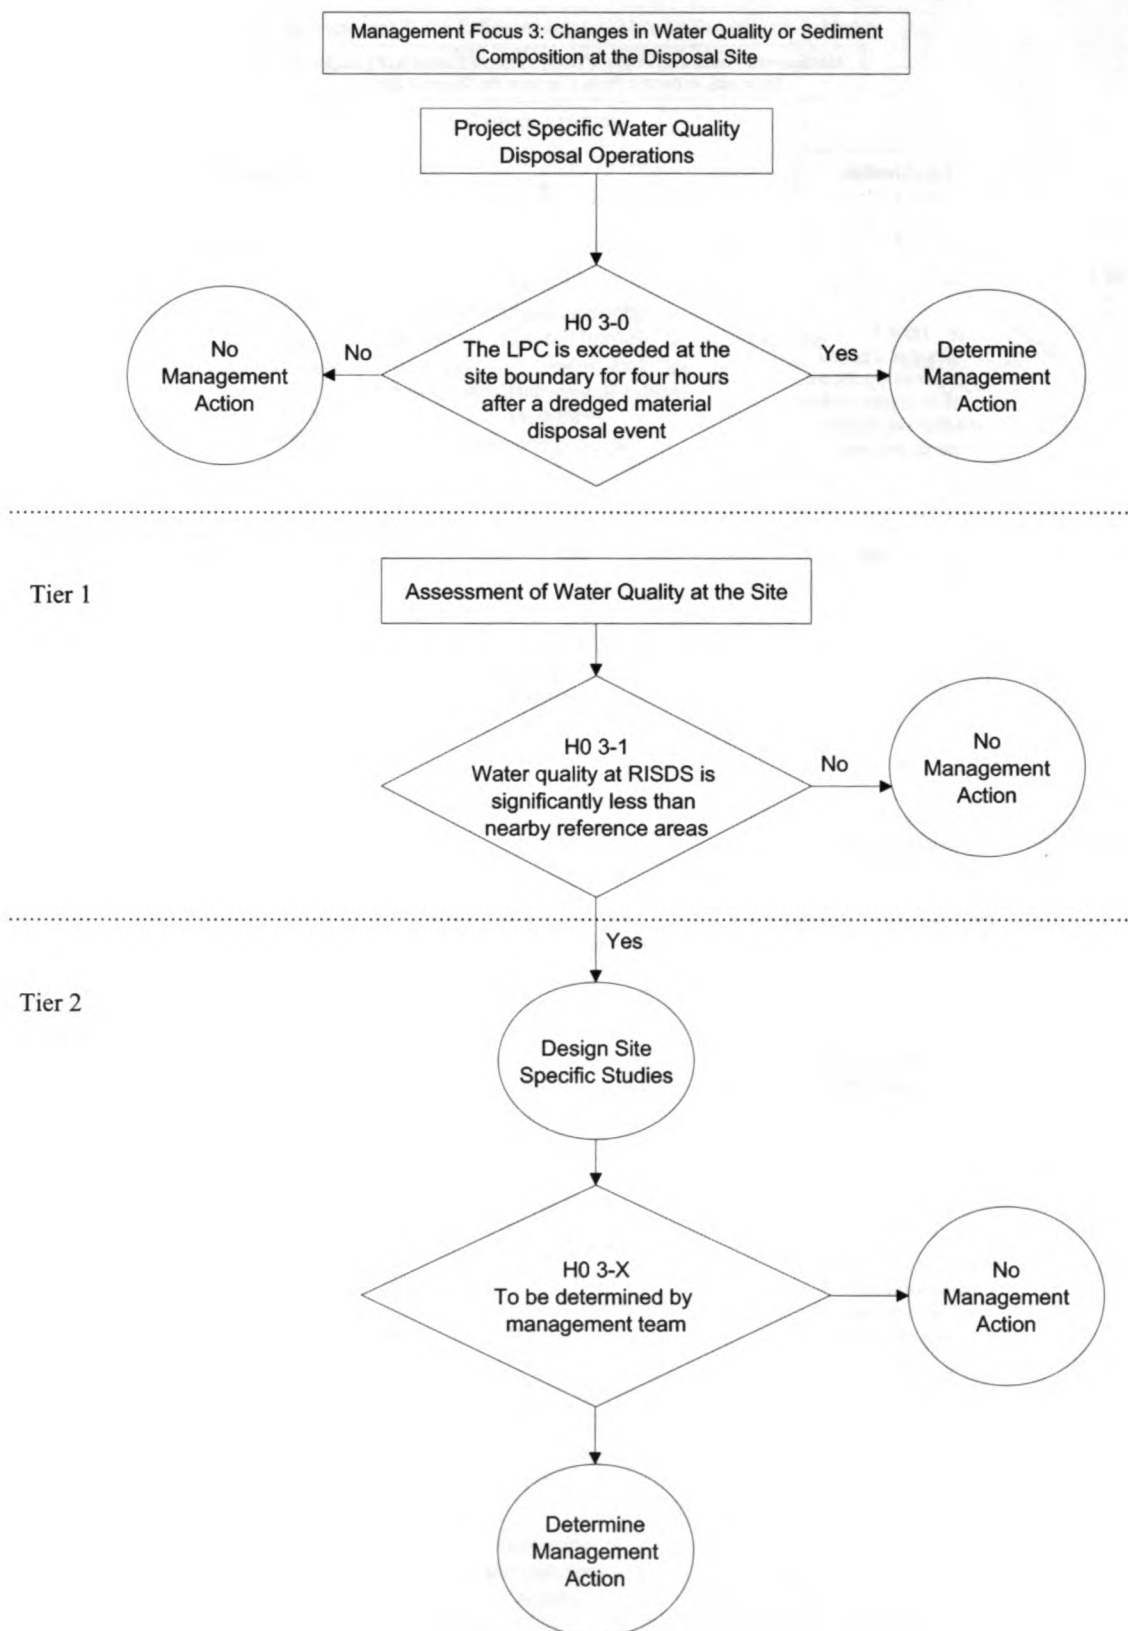 Management Focus 3: Changes in Water Quality or Sediment
Composition at the Disposal Site
Project Specific Water Quality
Disposal Operations
H0 3-0
The LPC is exceeded at the
site boundary for four hours
after a dredged material
disposal event
No
No
Management
Action
Yes
Determine
Management
Action
Tier 1
Assessment of Water Quality at the Site
H0 3-1
Water quality at RISDS is
significantly less than
nearby reference areas
No
No
Management
Action
Yes
Tier 2
Design Site
Specific Studies
H0 3-X
To be determined by
management team
No
Management
Action
Determine
Management
Action